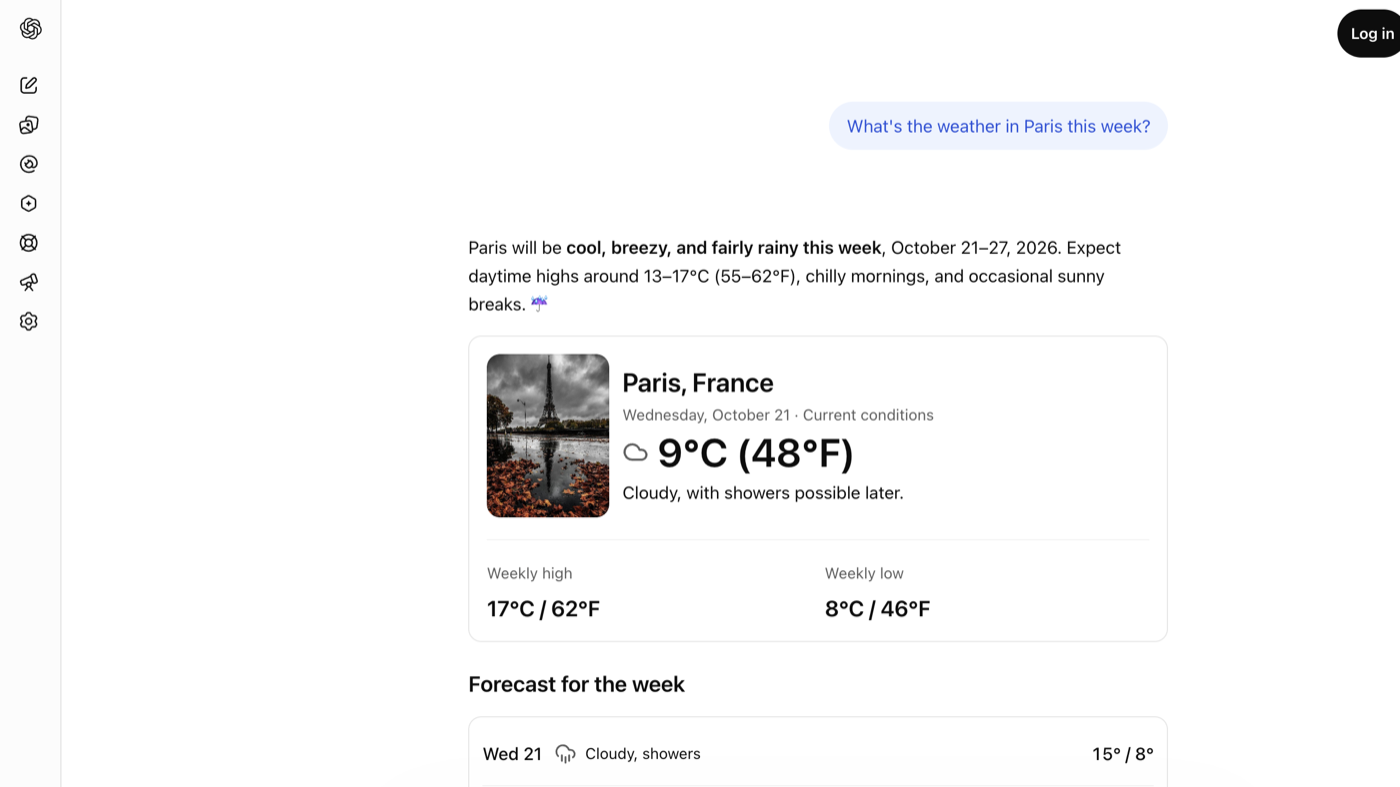 Log in
What's the weather in Paris this week?
Paris will be cool, breezy, and fairly rainy this week, October 21–27, 2026. Expect
daytime highs around 13–17°C (55–62°F), chilly mornings, and occasional sunny
breaks. ☔
Paris, France
Wednesday, October 21 · Current conditions
9°C (48°F)
Cloudy, with showers possible later.
Weekly high
17°C / 62°F
Weekly low
8°C / 46°F
Forecast for the week
Wed 21 Cloudy, showers 15° / 8°